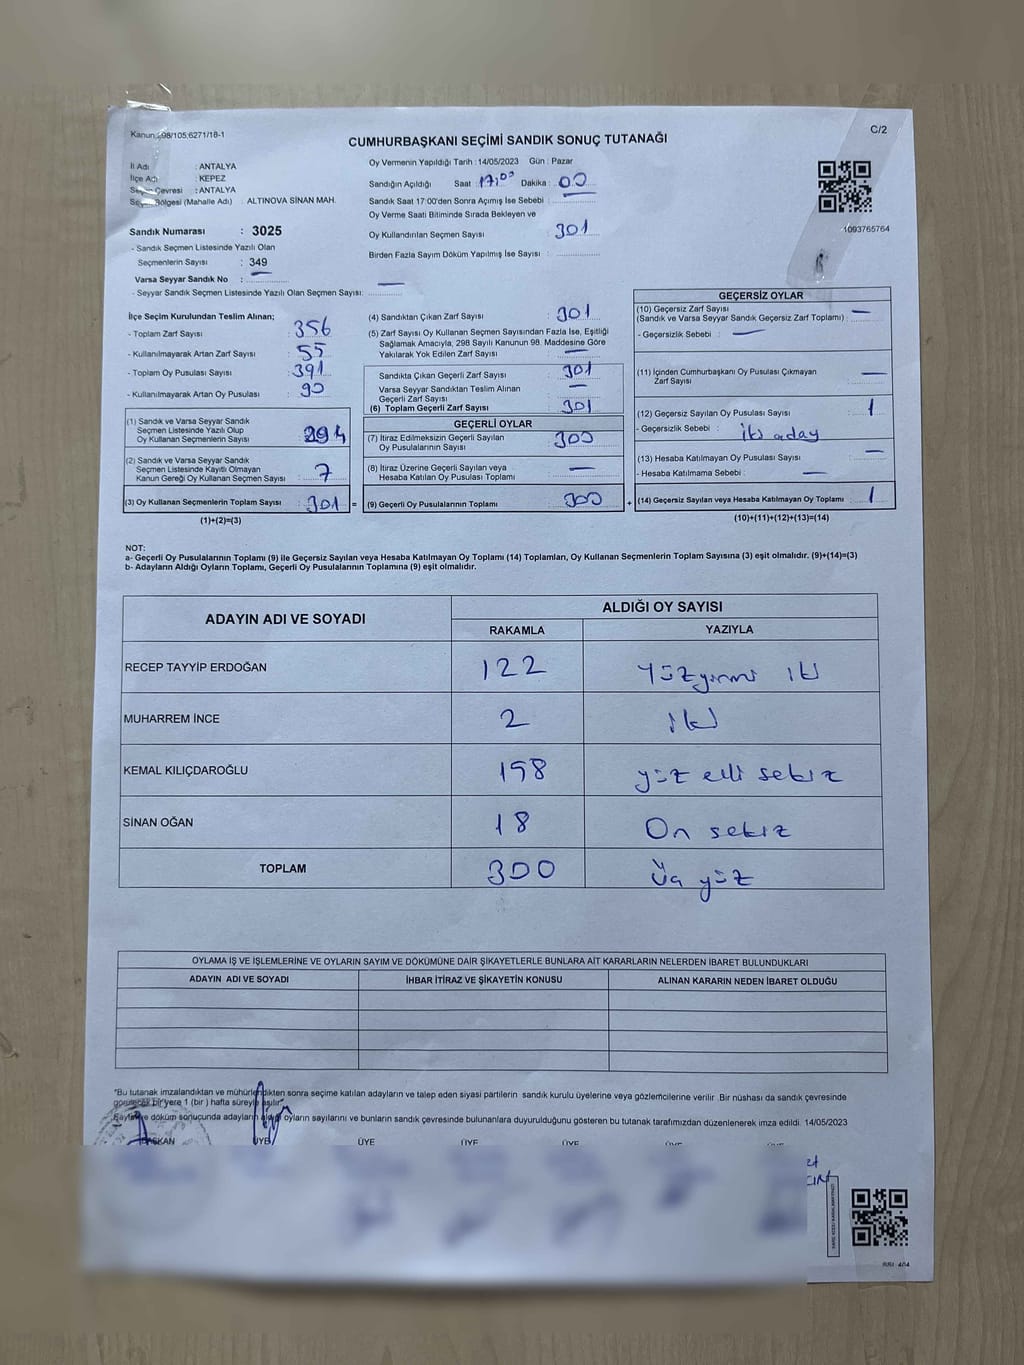 Kanun : 298/105;6271/18-1
C/2
CUMHURBAŞKANI SEÇİMİ SANDIK SONUÇ TUTANAĞI
İl Adı : ANTALYA
İlçe Adı : KEPEZ
Seçim Çevresi : ANTALYA
Seçim Bölgesi (Mahalle Adı) : ALTINOVA SİNAN MAH.
Sandık Numarası : 3025
- Sandık Seçmen Listesinde Yazılı Olan
Seçmenlerin Sayısı : 349
Varsa Seyyar Sandık No : —
- Seyyar Sandık Seçmen Listesinde Yazılı Olan Seçmen Sayısı: —
Oy Vermenin Yapıldığı Tarih : 14/05/2023 Gün : Pazar
Sandığın Açıldığı Saat : 17,00 Dakika : 00
Sandık Saat 17:00'den Sonra Açımış İse Sebebi :
Oy Verme Saati Bitiminde Sırada Bekleyen ve
Oy Kullandırılan Seçmen Sayısı : 301
Birden Fazla Sayım Döküm Yapılmış İse Sayısı :
1093765764
İlçe Seçim Kurulundan Teslim Alınan;
- Toplam Zarf Sayısı : 356
- Kullanılmayarak Artan Zarf Sayısı : 55
- Toplam Oy Pusulası Sayısı : 391
- Kullanılmayarak Artan Oy Pusulası : 90
(1) Sandık ve Varsa Seyyar Sandık
Seçmen Listesinde Yazılı Olup
Oy Kullanan Seçmenlerin Sayısı : 294
(2) Sandık ve Varsa Seyyar Sandık
Seçmen Listesinde Kayıtlı Olmayan
Kanun Gereği Oy Kullanan Seçmen Sayısı : 7
(3) Oy Kullanan Seçmenlerin Toplam Sayısı : 301 =
(1)+(2)=(3)
(4) Sandıktan Çıkan Zarf Sayısı : 301
(5) Zarf Sayısı Oy Kullanan Seçmen Sayısından Fazla İse, Eşitliği
Sağlamak Amacıyla, 298 Sayılı Kanunun 98. Maddesine Göre
Yakılarak Yok Edilen Zarf Sayısı : —
Sandıkta Çıkan Geçerli Zarf Sayısı : 301
Varsa Seyyar Sandıktan Teslim Alınan
Geçerli Zarf Sayısı : —
(6) Toplam Geçerli Zarf Sayısı : 301
GEÇERLİ OYLAR
(7) İtiraz Edilmeksizin Geçerli Sayılan
Oy Pusulalarının Sayısı : 300
(8) İtiraz Üzerine Geçerli Sayılan veya
Hesaba Katılan Oy Pusulası Toplamı : —
(9) Geçerli Oy Pusulalarının Toplamı : 300 +
GEÇERSİZ OYLAR
(10) Geçersiz Zarf Sayısı
(Sandık ve Varsa Seyyar Sandık Geçersiz Zarf Toplamı) : —
- Geçersizlik Sebebi : —
(11) İçinden Cumhurbaşkanı Oy Pusulası Çıkmayan
Zarf Sayısı : —
(12) Geçersiz Sayılan Oy Pusulası Sayısı : 1
- Geçersizlik Sebebi : iki aday
(13) Hesaba Katılmayan Oy Pusulası Sayısı : —
- Hesaba Katılmama Sebebi : —
(14) Geçersiz Sayılan veya Hesaba Katılmayan Oy Toplamı : 1
(10)+(11)+(12)+(13)=(14)
NOT:
a- Geçerli Oy Pusulalarının Toplamı (9) ile Geçersiz Sayılan veya Hesaba Katılmayan Oy Toplamı (14) Toplamları, Oy Kullanan Seçmenlerin Toplam Sayısına (3) eşit olmalıdır. (9)+(14)=(3)
b- Adayların Aldığı Oyların Toplamı, Geçerli Oy Pusulalarının Toplamına (9) eşit olmalıdır.
ADAYIN ADI VE SOYADI
ALDIĞI OY SAYISI
RAKAMLA YAZIYLA
RECEP TAYYİP ERDOĞAN 122 Yüzyirmi iki
MUHARREM İNCE 2 iki
KEMAL KILIÇDAROĞLU 158 yüz elli sekiz
SİNAN OĞAN 18 On sekiz
TOPLAM 300 Üç yüz
OYLAMA İŞ VE İŞLEMLERİNE VE OYLARIN SAYIM VE DÖKÜMÜNE DAİR ŞİKAYETLERLE BUNLARA AİT KARARLARIN NELERDEN İBARET BULUNDUKLARI
ADAYIN ADI VE SOYADI İHBAR İTİRAZ VE ŞİKAYETİN KONUSU ALINAN KARARIN NEDEN İBARET OLDUĞU
*Bu tutanak imzalandıktan ve mühürlendikten sonra seçime katılan adayların ve talep eden siyasi partilerin sandık kurulu üyelerine veya gözlemcilerine verilir .Bir nüshası da sandık çevresinde
görülecek bir yere 1 (bir ) hafta süreyle asılır
Sayım ve döküm sonucunda adayların aldığı oyların sayılarını ve bunların sandık çevresinde bulunanlara duyurulduğunu gösteren bu tutanak tarafımızdan düzenlenerek imza edildi. 14/05/2023
BAŞKAN ÜYE ÜYE ÜYE ÜYE